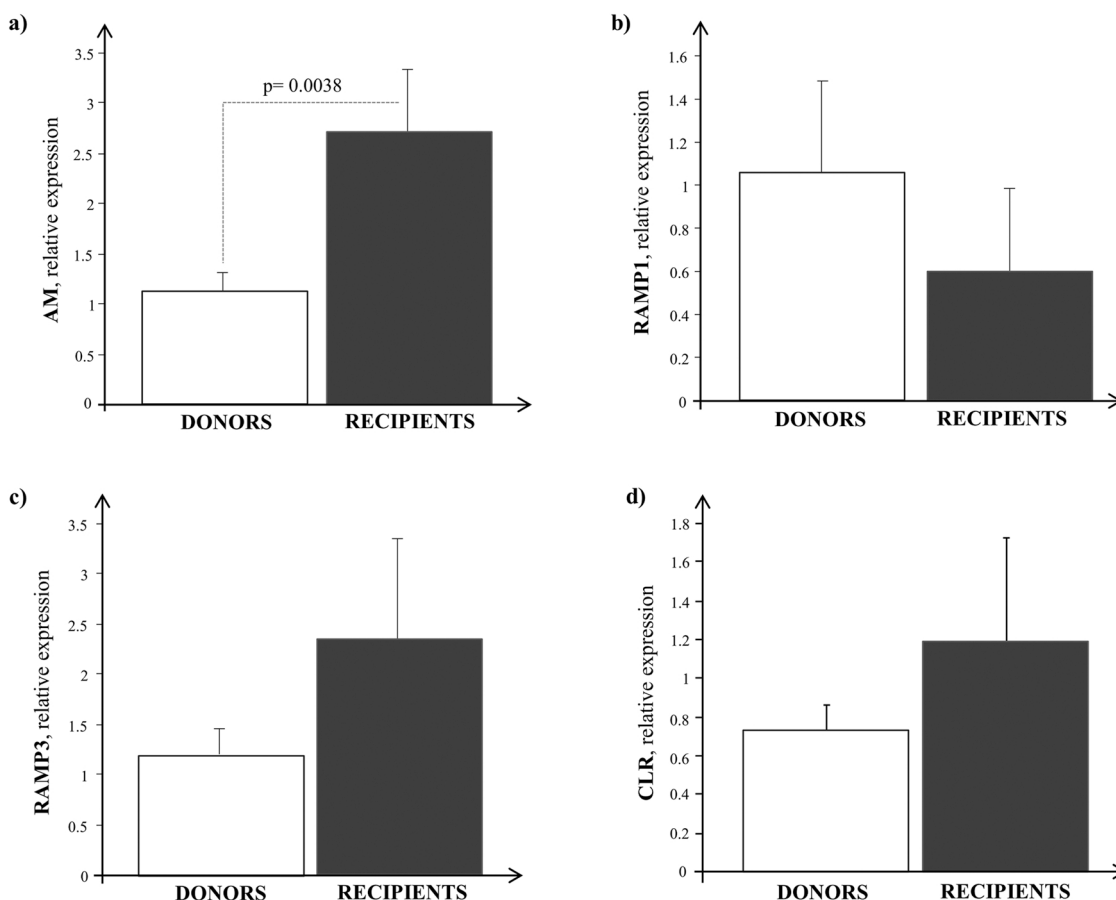 a)
AM, relative expression
3.5
3
2.5
2
1.5
1
0.5
0
p= 0.0038
DONORS
RECIPIENTS
b)
RAMP1, relative expression
1.6
1.4
1.2
1
0.8
0.6
0.4
0.2
0
DONORS
RECIPIENTS
c)
RAMP3, relative expression
3.5
3
2.5
2
1.5
1
0.5
0
DONORS
RECIPIENTS
d)
CLR, relative expression
1.8
1.6
1.4
1.2
1
0.8
0.6
0.4
0.2
0
DONORS
RECIPIENTS